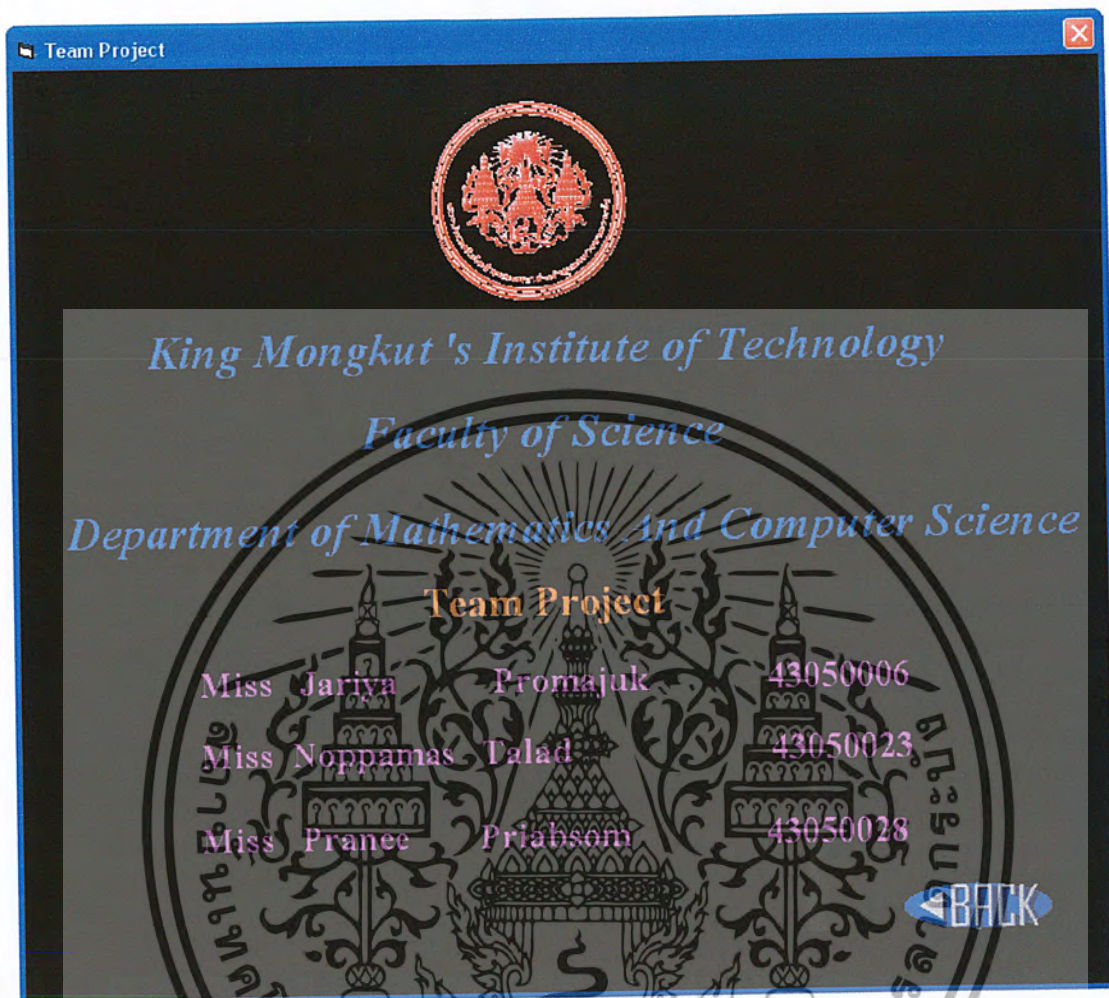 Team Project
King Mongkut 's Institute of Technology
Faculty of Science
Department of Mathematics And Computer Science
Team Project
Miss Jariya Promajuk 43050006
Miss Noppamas Talad 43050023
Miss Pranee Priabsom 43050028
BACK